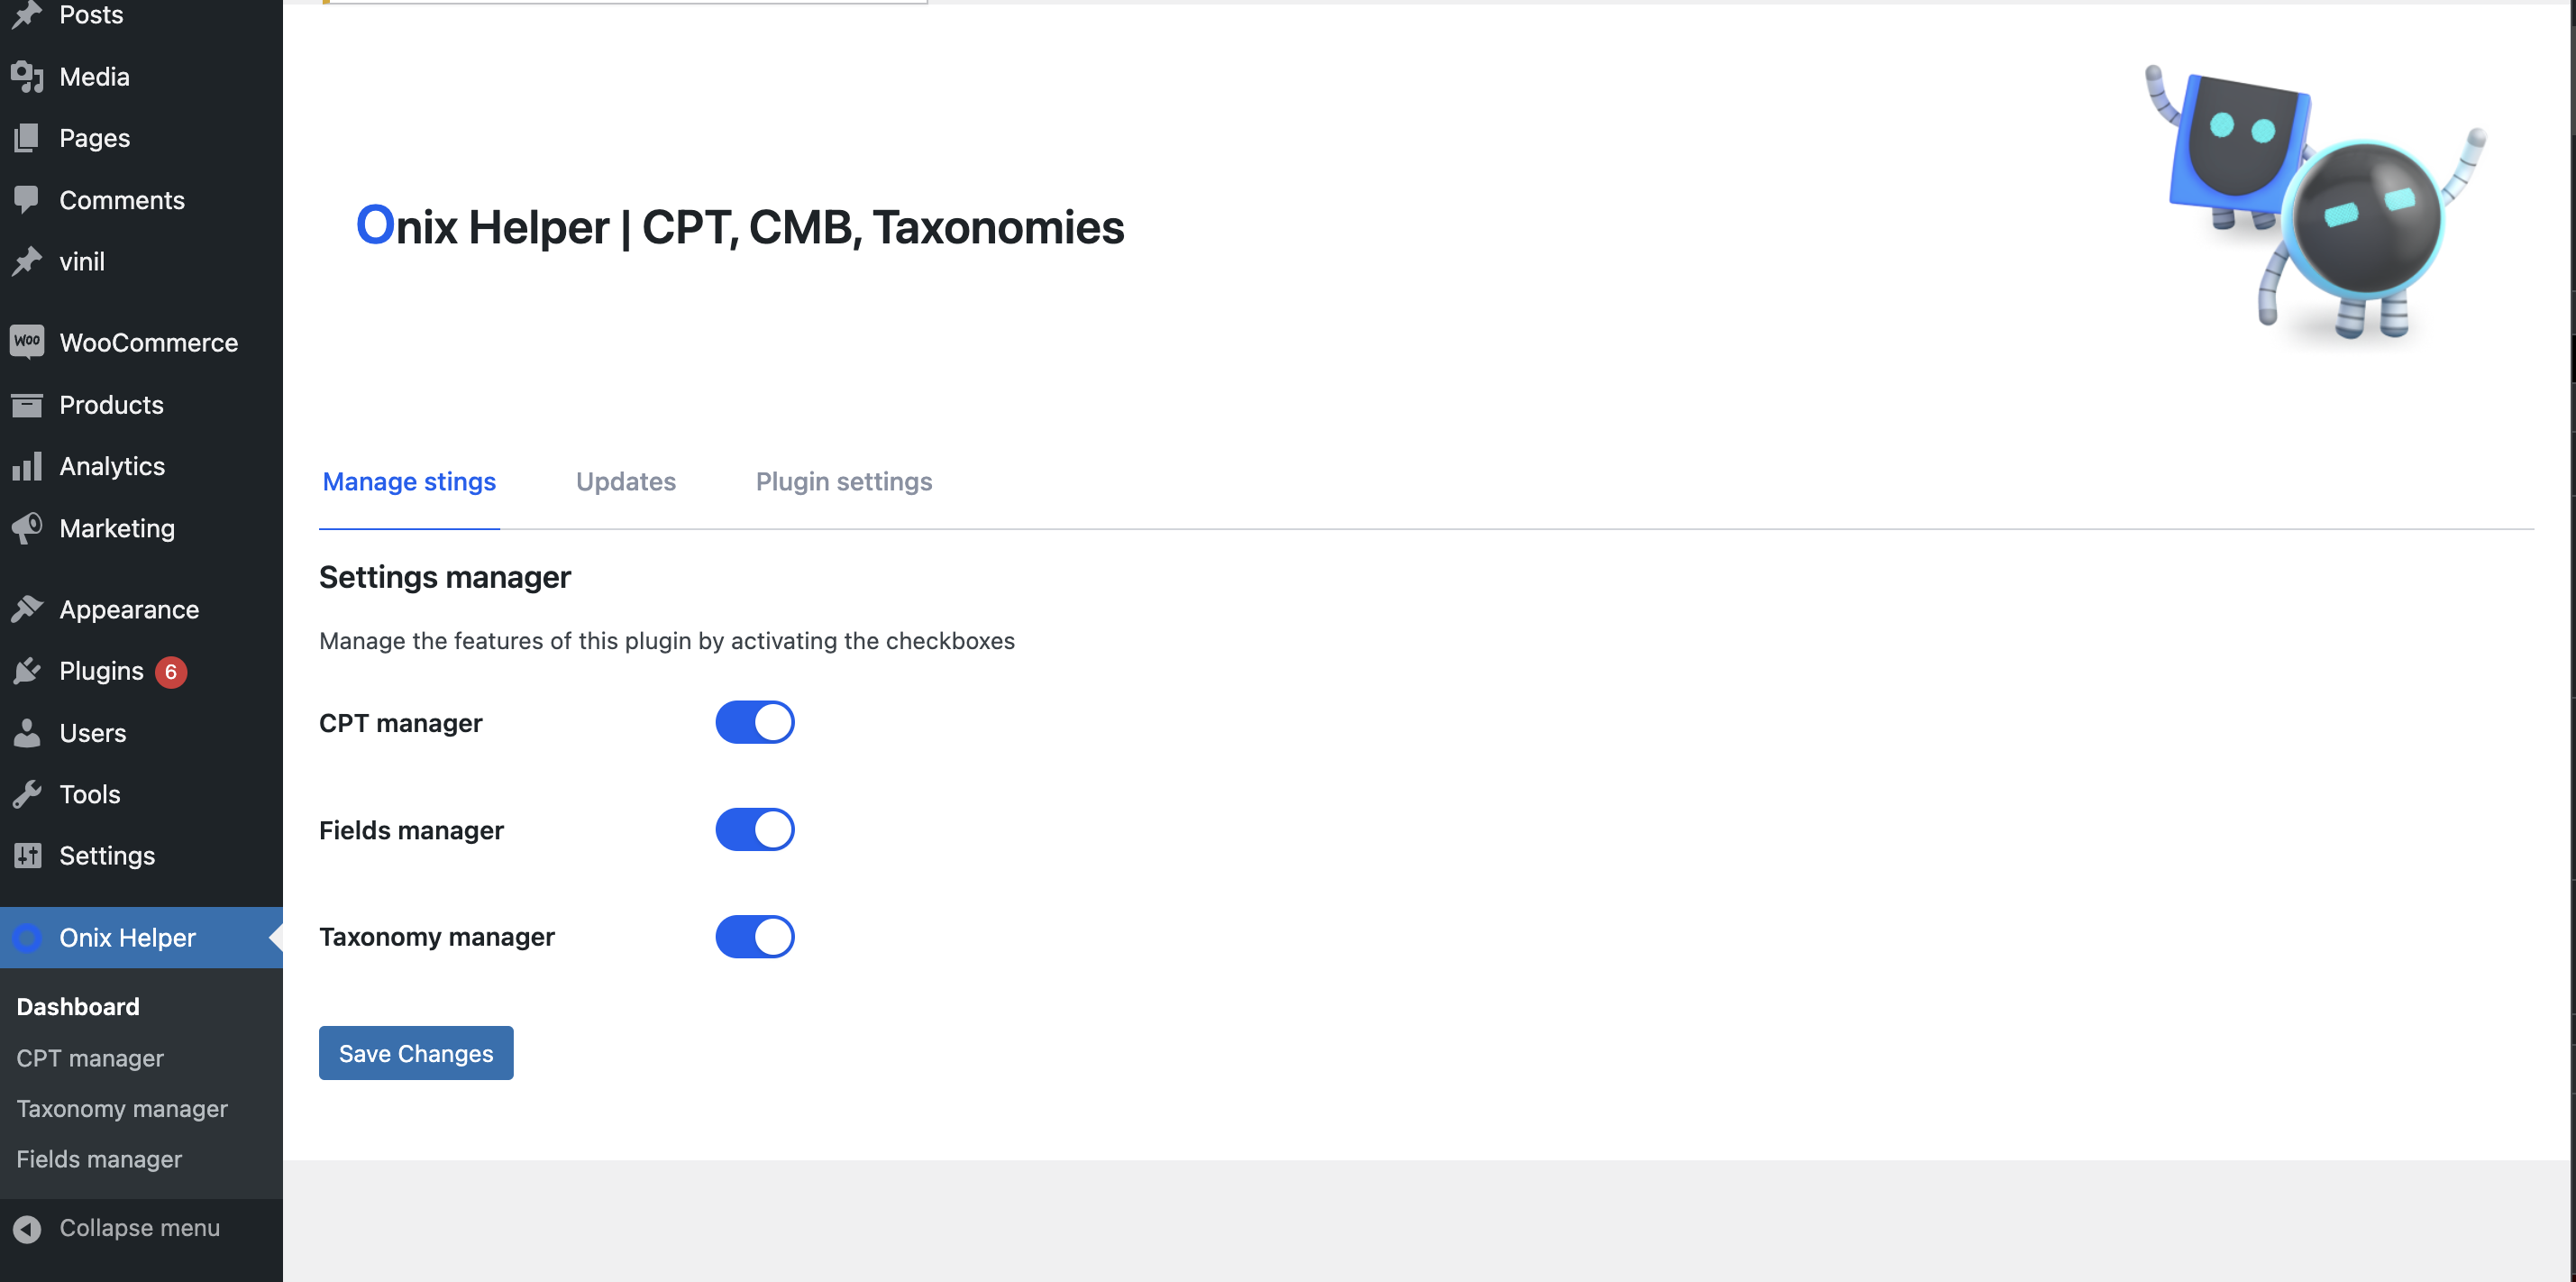 Posts
Media
Pages
Comments
vinil
Woo WooCommerce
Products
Analytics
Marketing
Appearance
Plugins 6
Users
Tools
Settings
Onix Helper
Dashboard
CPT manager
Taxonomy manager
Fields manager
Collapse menu
Onix Helper | CPT, CMB, Taxonomies
Manage stings Updates Plugin settings
Settings manager
Manage the features of this plugin by activating the checkboxes
CPT manager
Fields manager
Taxonomy manager
Save Changes